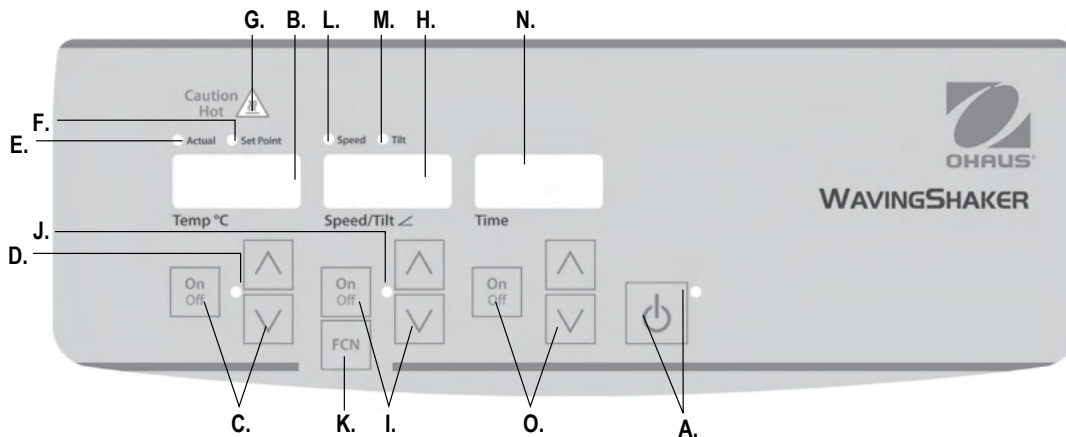 G. B. L. M. H. N.
Caution
Hot
F.
E.
Actual Set Point Speed Tilt
OHAUS®
WAVINGSHAKER
Temp °C Speed/Tilt ∠ Time
J.
D.
On
Off
On
Off
On
Off
FCN
C. K. I. O. A.